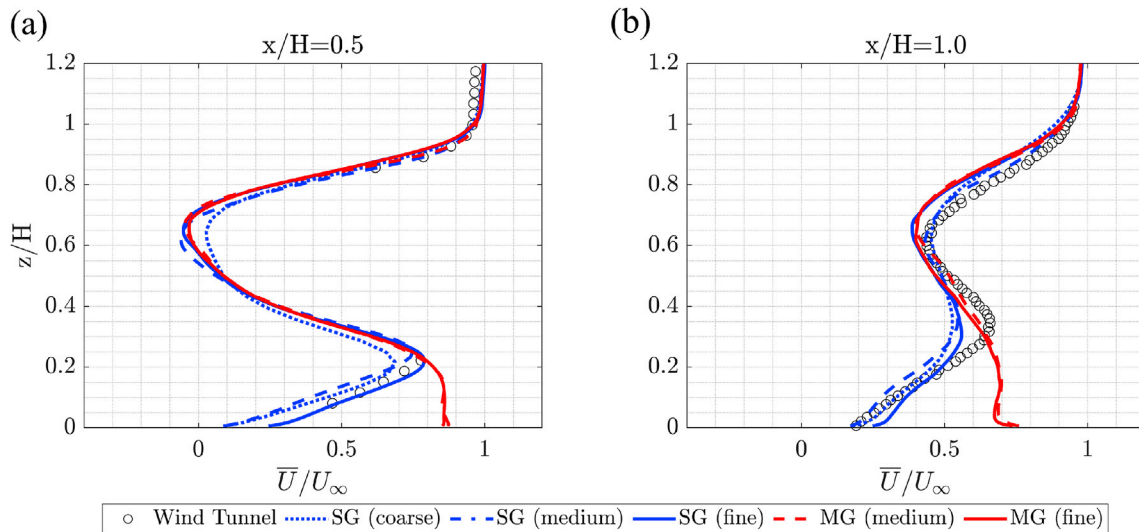 (a)
x/H=0.5
1.2
1
0.8
0.6
0.4
0.2
0
z/H
0 0.5 1
U̅/U∞
(b)
x/H=1.0
1.2
1
0.8
0.6
0.4
0.2
0
0 0.5 1
U̅/U∞
Wind Tunnel SG (coarse) SG (medium) SG (fine) MG (medium) MG (fine)